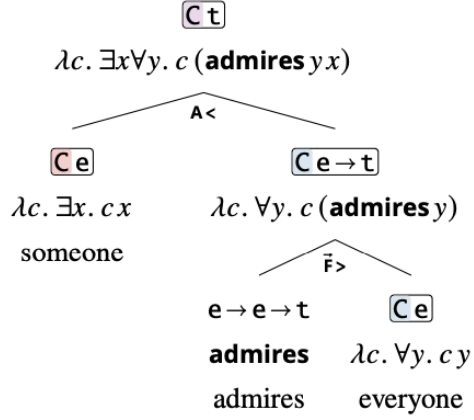 C t
λc. ∃x∀y. c (admires y x)
A<
C e
C e → t
λc. ∃x. c x
λc. ∀y. c (admires y)
someone
F⃗>
e → e → t
C e
admires
λc. ∀y. c y
admires
everyone